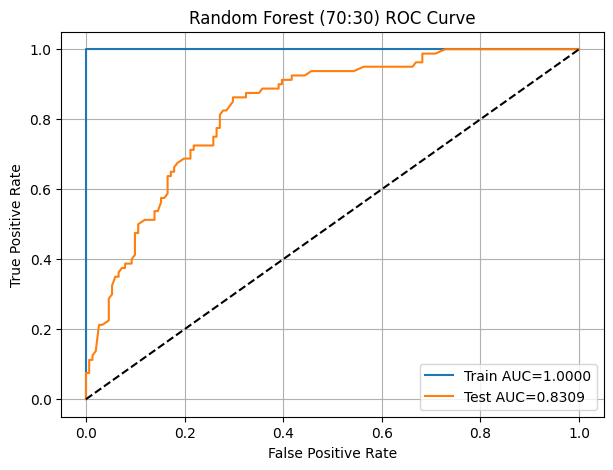 Random Forest (70:30) ROC Curve
True Positive Rate
1.0
0.8
0.6
0.4
0.2
0.0
Train AUC=1.0000
Test AUC=0.8309
0.0 0.2 0.4 0.6 0.8 1.0
False Positive Rate